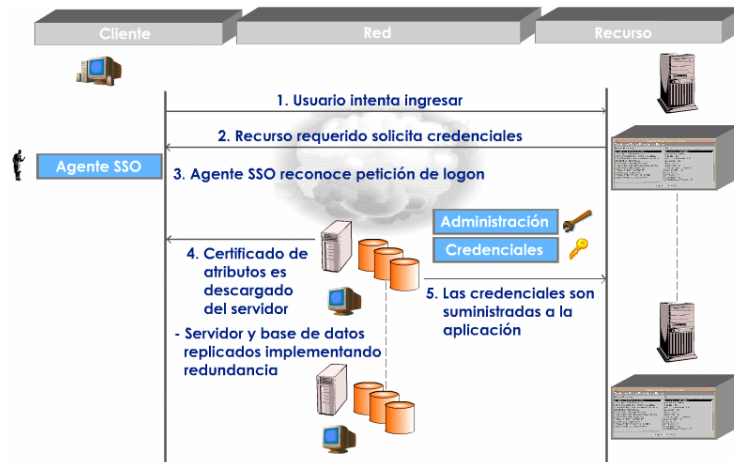 Cliente
Red
Recurso
1. Usuario intenta ingresar
2. Recurso requerido solicita credenciales
Agente SSO
3. Agente SSO reconoce petición de logon
Administración
Credenciales
4. Certificado de
atributos es
descargado
del servidor
5. Las credenciales son
suministradas a la
aplicación
- Servidor y base de datos
replicados implementando
redundancia